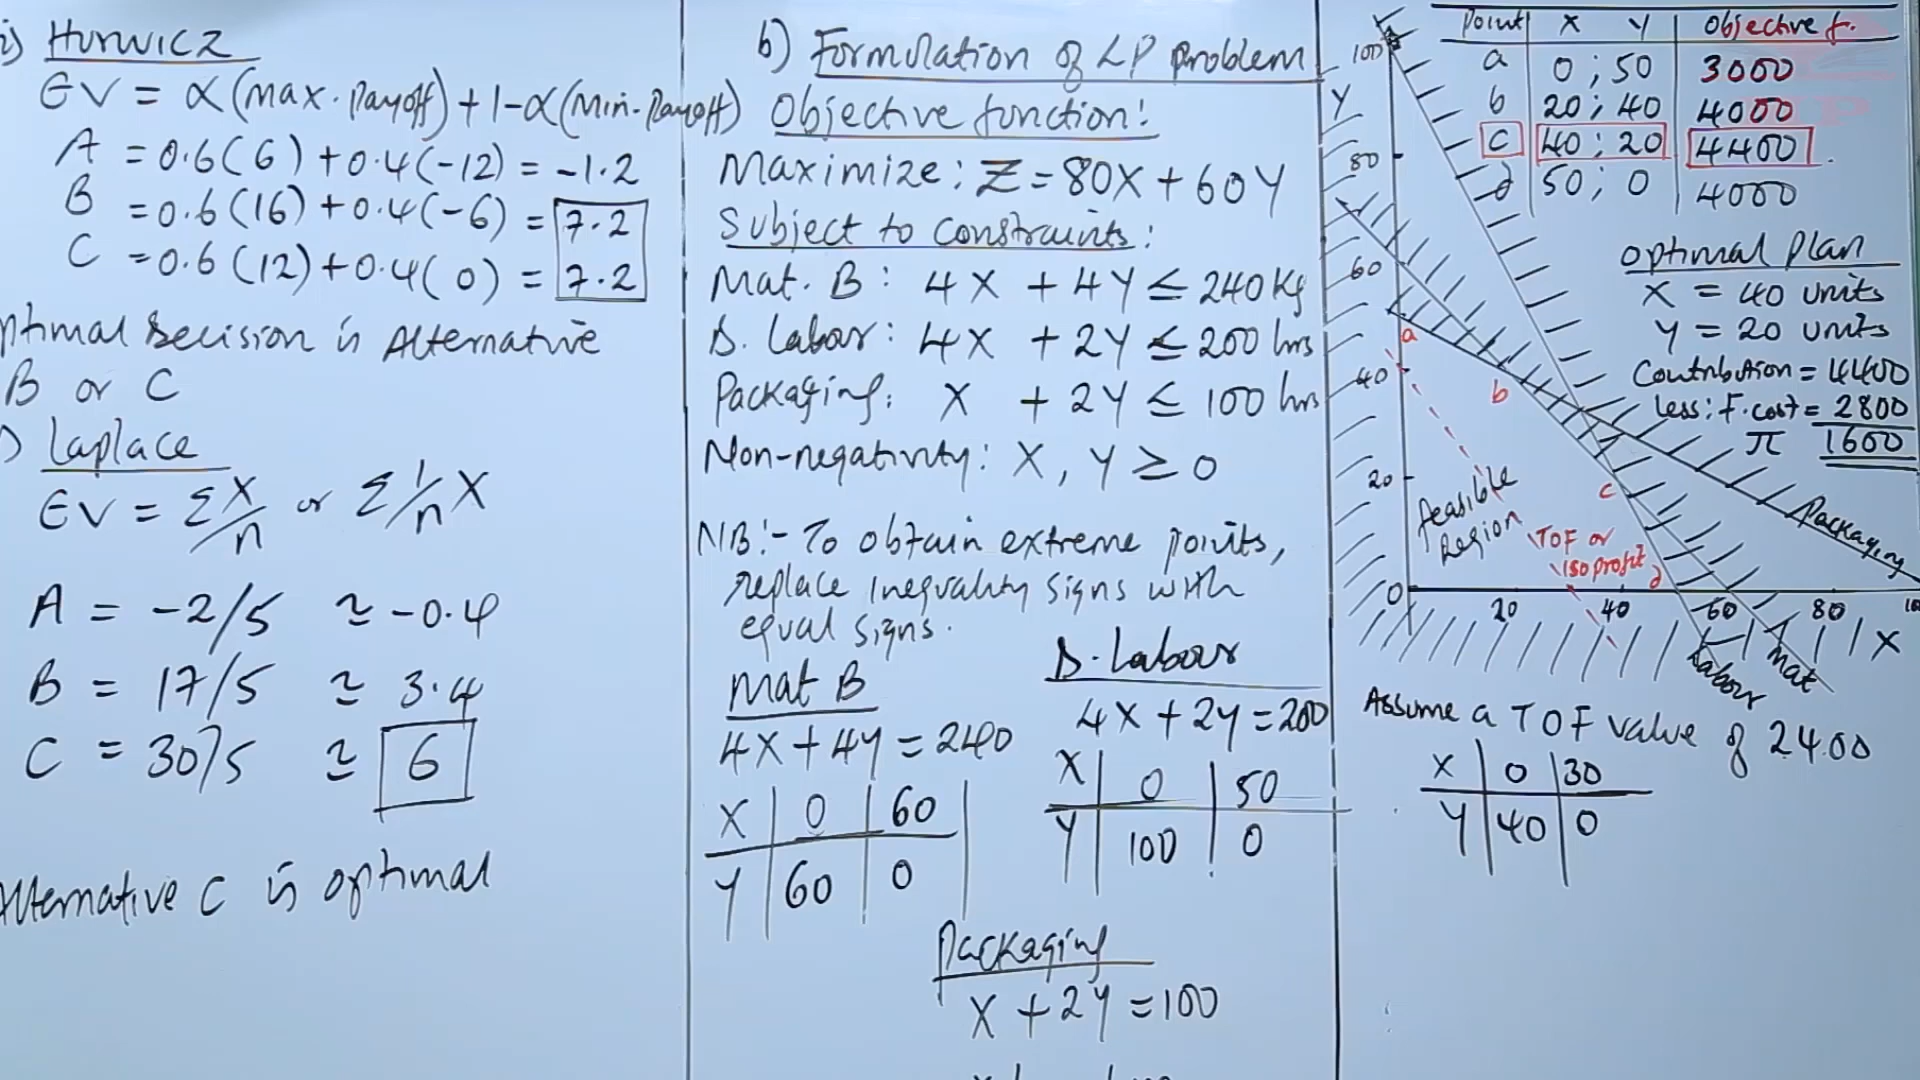 i) Hurwicz
EV = α(max. payoff) + 1-α(Min. Payoff)
A = 0.6(6) + 0.4(-12) = -1.2
B = 0.6(16) + 0.4(-6) = 7.2
C = 0.6(12) + 0.4(0) = 7.2
Optimal Decision is Alternative
B or C
) Laplace
EV = ΣX/n or Σ1/n X
A = -2/5 ≃ -0.4
B = 17/5 ≃ 3.4
C = 30/5 ≃ 6
Alternative C is optimal
b) Formulation of LP problem
Objective function:
Maximize: Z = 80X + 60Y
Subject to constraints:
Mat. B: 4X + 4Y ≤ 240 Kg
D. Labor: 4X + 2Y ≤ 200 hrs
Packaging: X + 2Y ≤ 100 hrs
Non-negativity: X, Y ≥ 0
NB:- To obtain extreme points,
replace inequality signs with
equal signs.
Mat B
4X + 4Y = 240
X 0 60
Y 60 0
D. Labour
4X + 2Y = 200
X 0 50
Y 100 0
Packaging
X + 2Y = 100
Point X Y Objective f.
a 0 ; 50 3000
b 20 ; 40 4000
c 40 ; 20 4400
d 50 ; 0 4000
Optimal Plan
X = 40 units
Y = 20 units
Contribution = 4400
Less: F. cost = 2800
π 1600
Y
100
80
60
40
20
0
20 40 60 80 X
a
b
c
d
Feasible
Region
TOF or
Iso profit
Packaging
Labour
Mat
Assume a TOF value of 2400
X 0 30
Y 40 0